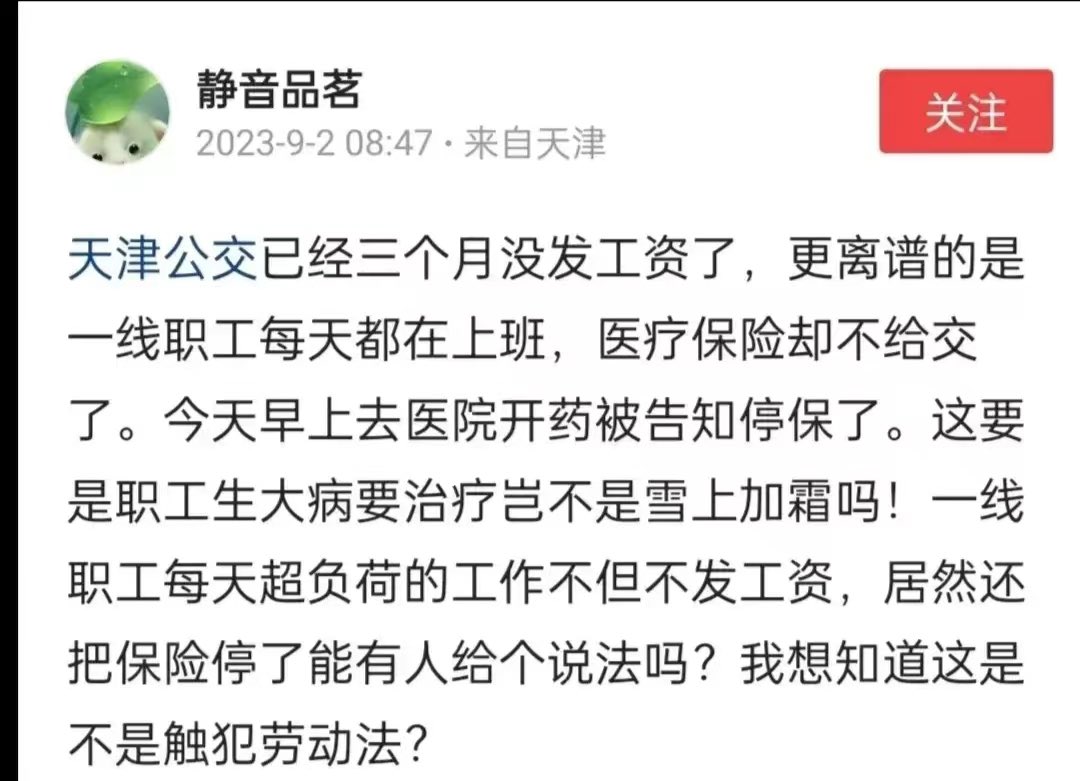 静音品茗
关注
2023-9-2 08:47·来自天津
天津公交已经三个月没发工资了，更离谱的是
一线职工每天都在上班，医疗保险却不给交
了。今天早上去医院开药被告知停保了。这要
是职工生大病要治疗岂不是雪上加霜吗！一线
职工每天超负荷的工作不但不发工资，居然还
把保险停了能有人给个说法吗？我想知道这是
不是触犯劳动法？